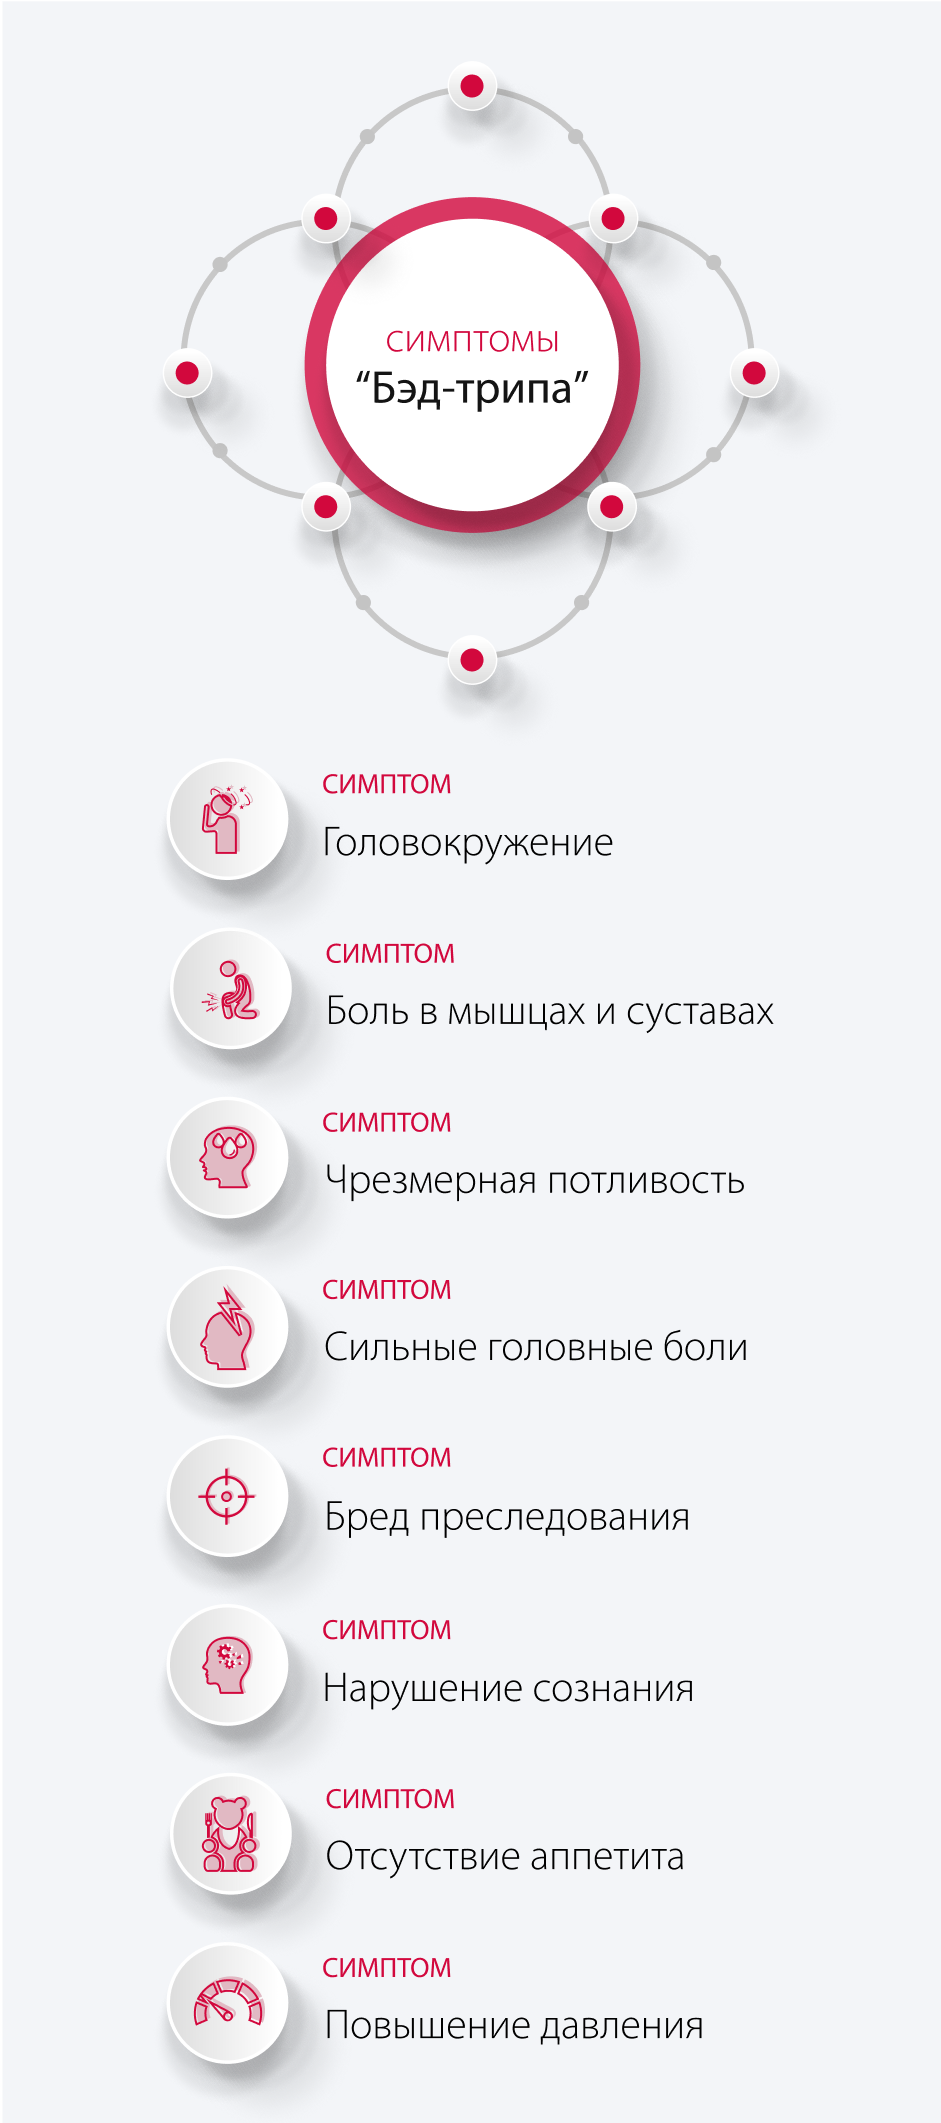 СИМПТОМЫ
“Бэд-трипа”
СИМПТОМ
Головокружение
СИМПТОМ
Боль в мышцах и суставах
СИМПТОМ
Чрезмерная потливость
СИМПТОМ
Сильные головные боли
СИМПТОМ
Бред преследования
СИМПТОМ
Нарушение сознания
СИМПТОМ
Отсутствие аппетита
СИМПТОМ
Повышение давления